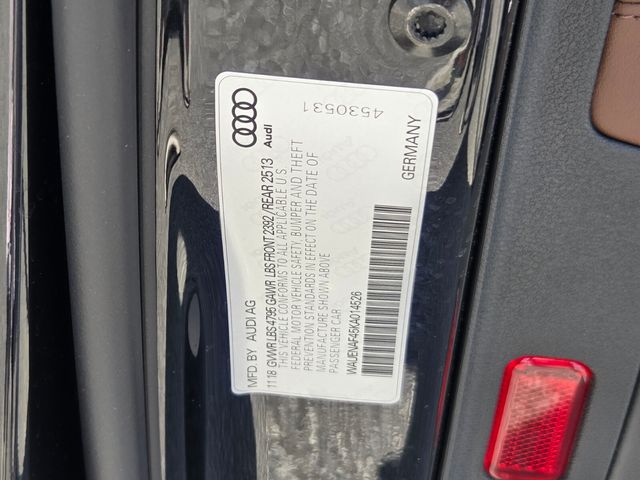 4530531
Audi
GERMANY
MFD. BY AUDI AG
11 18 GVWR LBS 4795 GAWR LBS FRONT 2392 / REAR 2513
THIS VEHICLE CONFORMS TO ALL APPLICABLE U S
FEDERAL MOTOR VEHICLE SAFETY, BUMPER AND THEFT
PREVENTION STANDARDS IN EFFECT ON THE DATE OF
MANUFACTURE SHOWN ABOVE
PASSENGER CAR
WAUENAF45KA014526